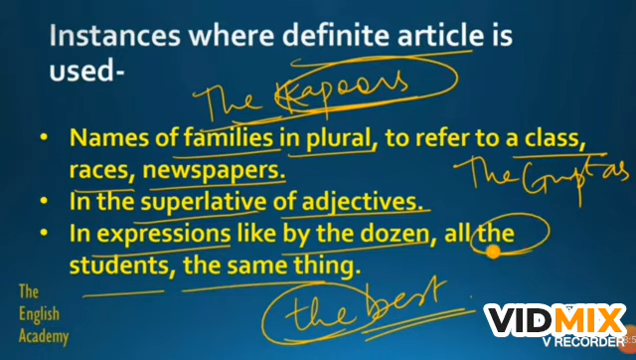 Instances where definite article is
used-
The Kapoors
• Names of families in plural, to refer to a class,
races, newspapers.
The Guptas
• In the superlative of adjectives.
• In expressions like by the dozen, all the
students, the same thing.
the best
The
English
Academy
VIDMIX
V RECORDER